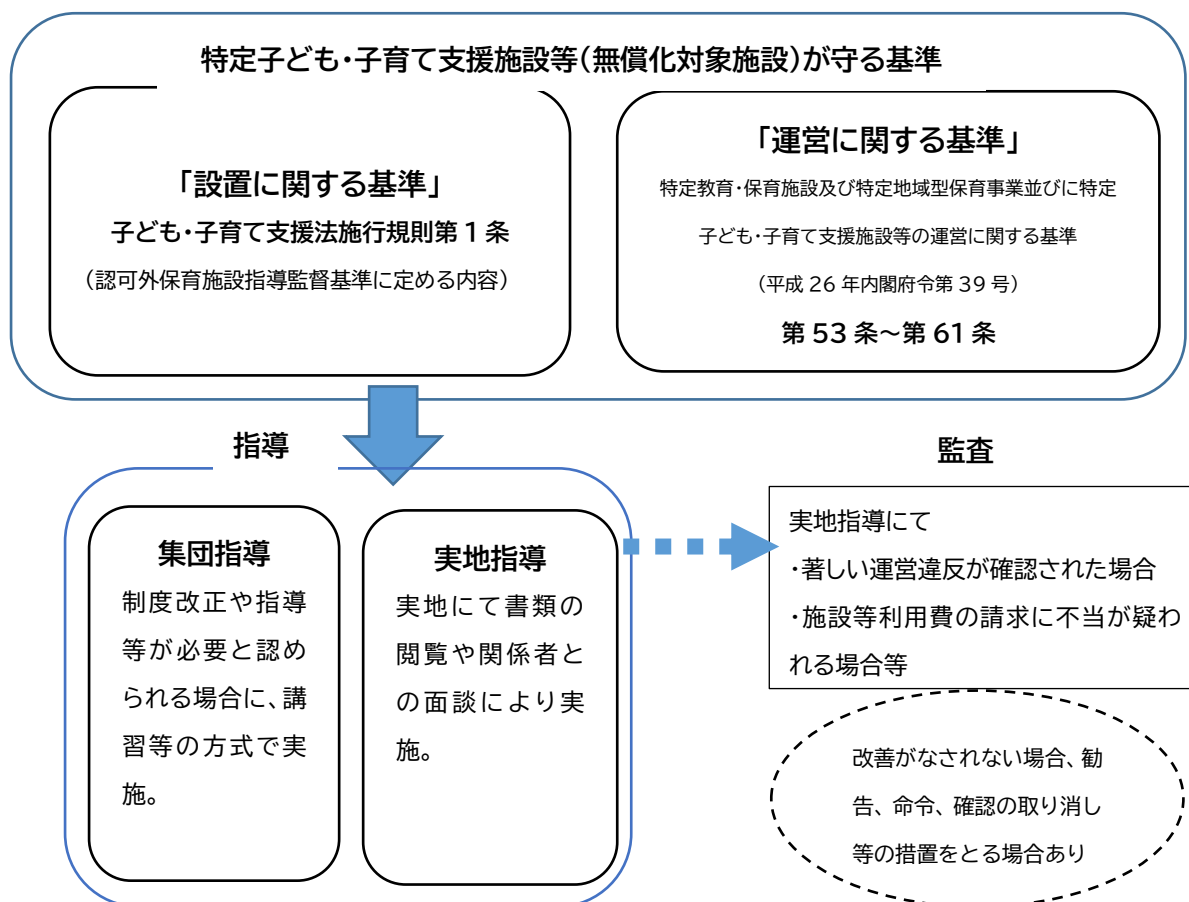 特定子ども・子育て支援施設等(無償化対象施設)が守る基準
「設置に関する基準」
子ども・子育て支援法施行規則第1条
(認可外保育施設指導監督基準に定める内容)
「運営に関する基準」
特定教育・保育施設及び特定地域型保育事業並びに特定
子ども・子育て支援施設等の運営に関する基準
(平成 26 年内閣府令第 39 号)
第 53 条～第 61 条
指導
集団指導
制度改正や指導
等が必要と認め
られる場合に、講
習等の方式で実
施。
実地指導
実地にて書類の
閲覧や関係者と
の面談により実
施。
監査
実地指導にて
・著しい運営違反が確認された場合
・施設等利用費の請求に不当が疑わ
れる場合等
改善がなされない場合、勧
告、命令、確認の取り消し
等の措置をとる場合あり